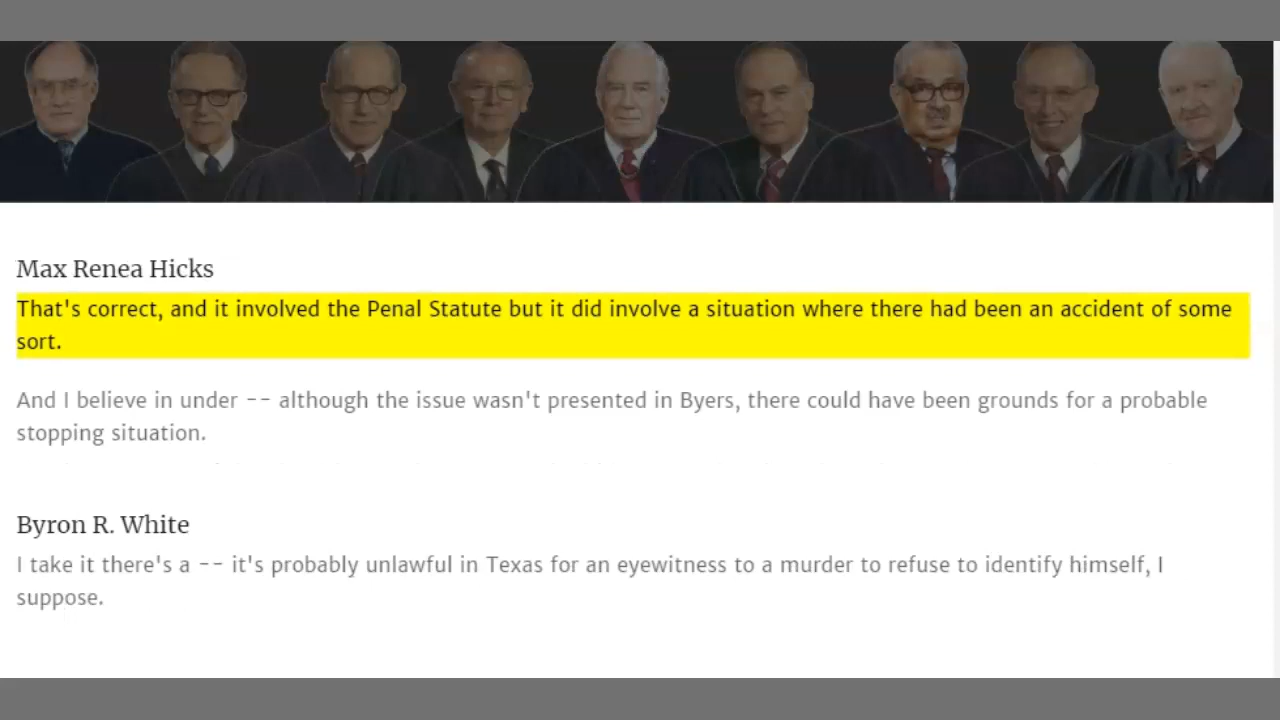 Max Renea Hicks
That's correct, and it involved the Penal Statute but it did involve a situation where there had been an accident of some
sort.
And I believe in under -- although the issue wasn't presented in Byers, there could have been grounds for a probable
stopping situation.
Byron R. White
I take it there's a -- it's probably unlawful in Texas for an eyewitness to a murder to refuse to identify himself, I
suppose.